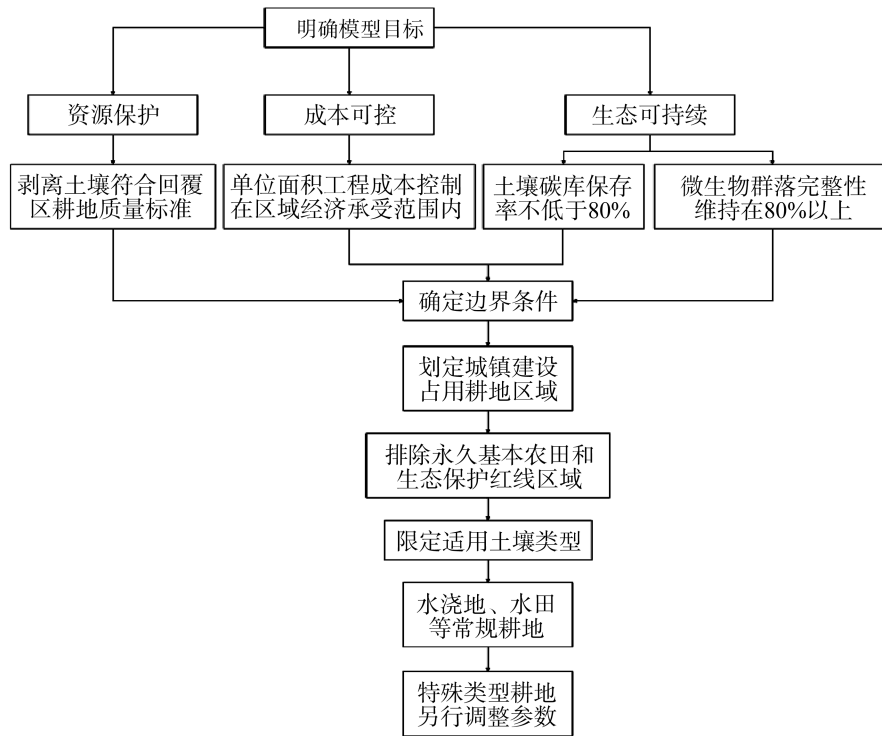 明确模型目标
资源保护
成本可控
生态可持续
剥离土壤符合回覆
区耕地质量标准
单位面积工程成本控制
在区域经济承受范围内
土壤碳库保存
率不低于80%
微生物群落完整性
维持在80%以上
确定边界条件
划定城镇建设
占用耕地区域
排除永久基本农田和
生态保护红线区域
限定适用土壤类型
水浇地、水田
等常规耕地
特殊类型耕地
另行调整参数